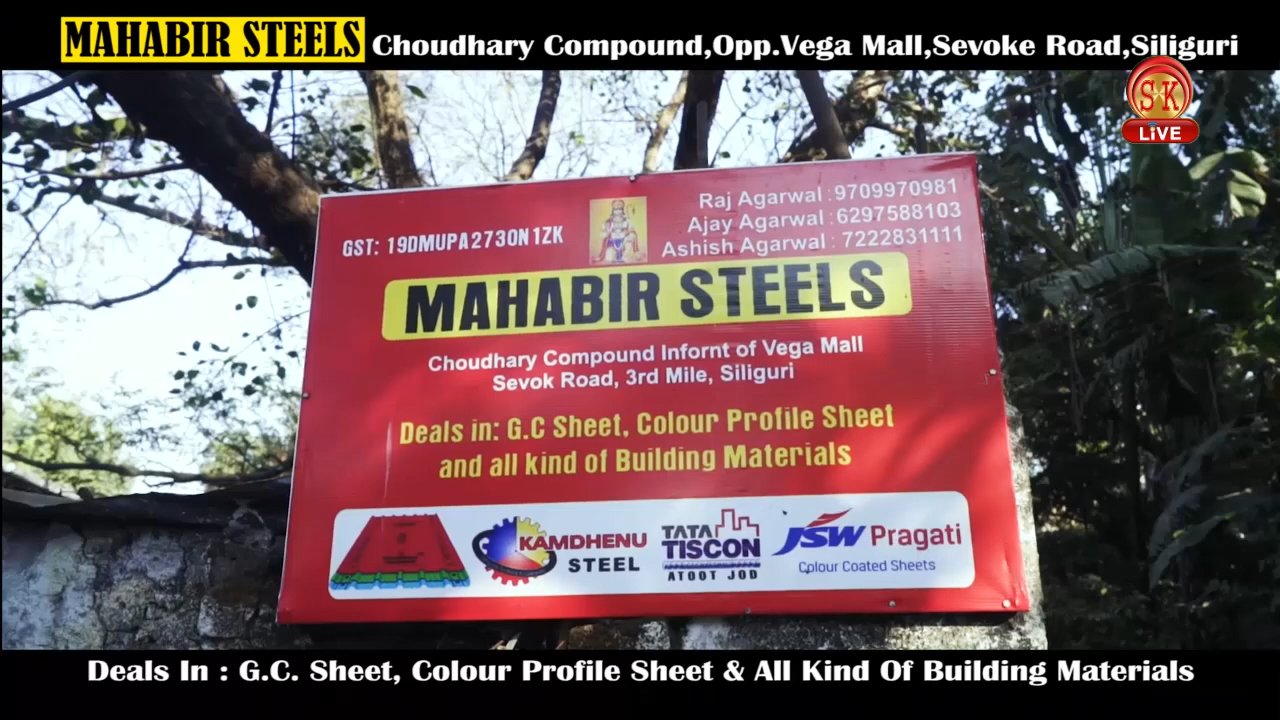 MAHABIR STEELS Choudhary Compound,Opp.Vega Mall,Sevoke Road,Siliguri
SK
LiVE
Raj Agarwal : 9709970981
Ajay Agarwal : 6297588103
Ashish Agarwal : 7222831111
GST: 19DMUPA2730N1ZK
MAHABIR STEELS
Choudhary Compound Infornt of Vega Mall
Sevok Road, 3rd Mile, Siliguri
Deals in: G.C Sheet, Colour Profile Sheet
and all kind of Building Materials
KAMDHENU
STEEL
TATA
TISCON
ATOOT JOD
JSW Pragati
Colour Coated Sheets
Deals In : G.C. Sheet, Colour Profile Sheet & All Kind Of Building Materials